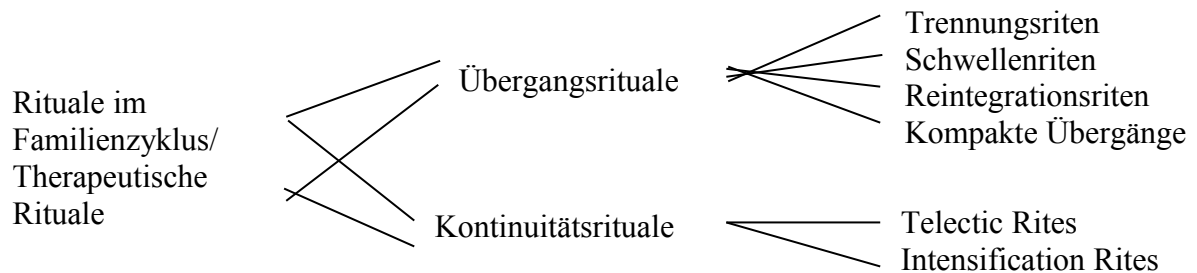 Rituale im
Familienzyklus/
Therapeutische
Rituale
Übergangsrituale
Kontinuitätsrituale
Trennungsriten
Schwellenriten
Reintegrationsriten
Kompakte Übergänge
Telectic Rites
Intensification Rites